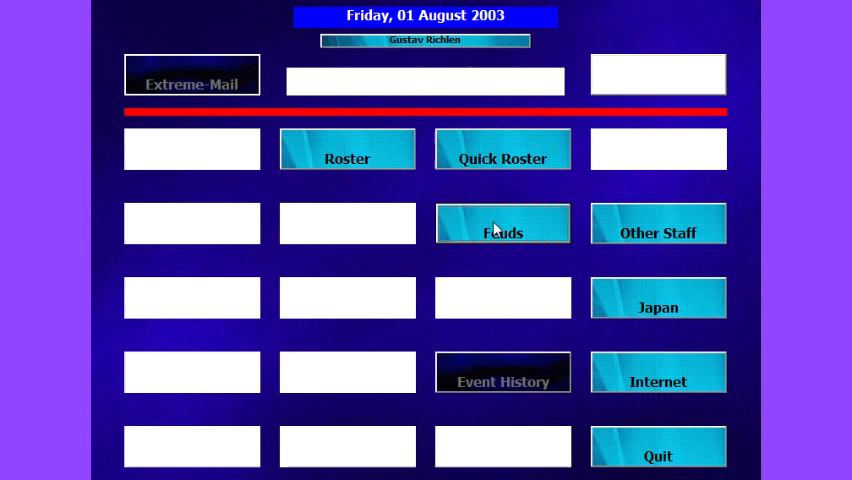 Friday, 01 August 2003
Gustav Richlen
Extreme-Mail
Roster
Quick Roster
Feuds
Other Staff
Japan
Event History
Internet
Quit